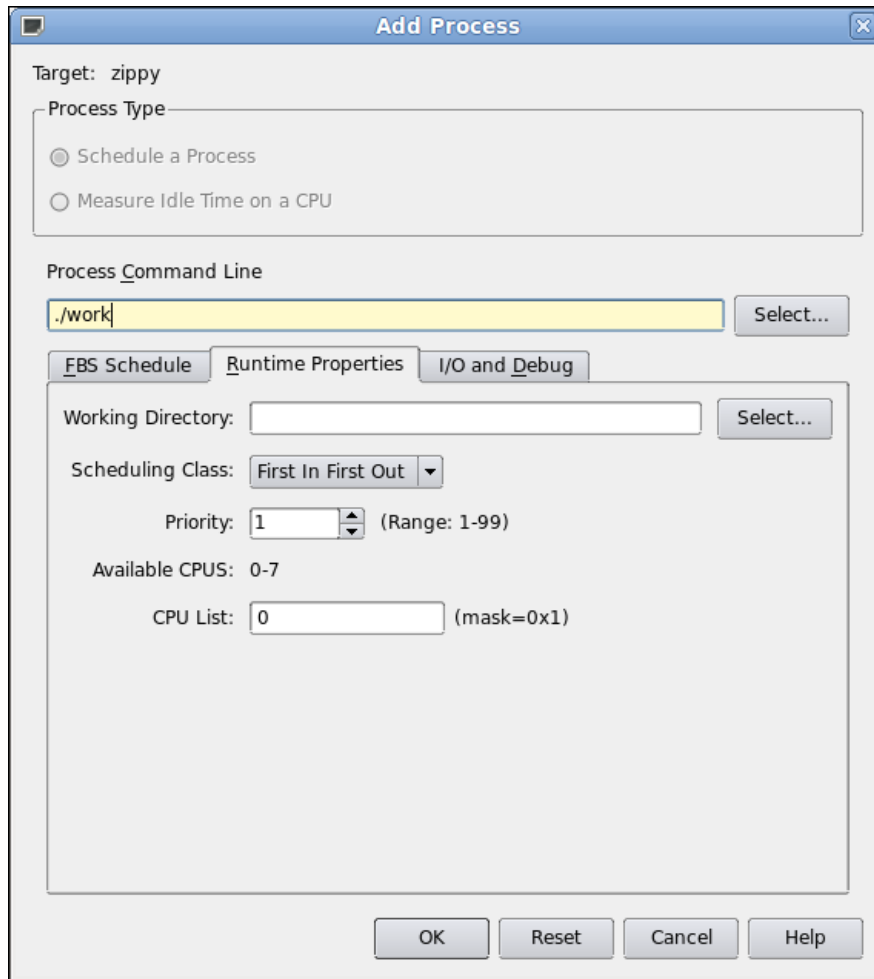 Add Process
Target: zippy
Process Type
Schedule a Process
Measure Idle Time on a CPU
Process Command Line
./work Select...
FBS Schedule Runtime Properties I/O and Debug
Working Directory: Select...
Scheduling Class: First In First Out
Priority: 1 (Range: 1-99)
Available CPUS: 0-7
CPU List: 0 (mask=0x1)
OK Reset Cancel Help